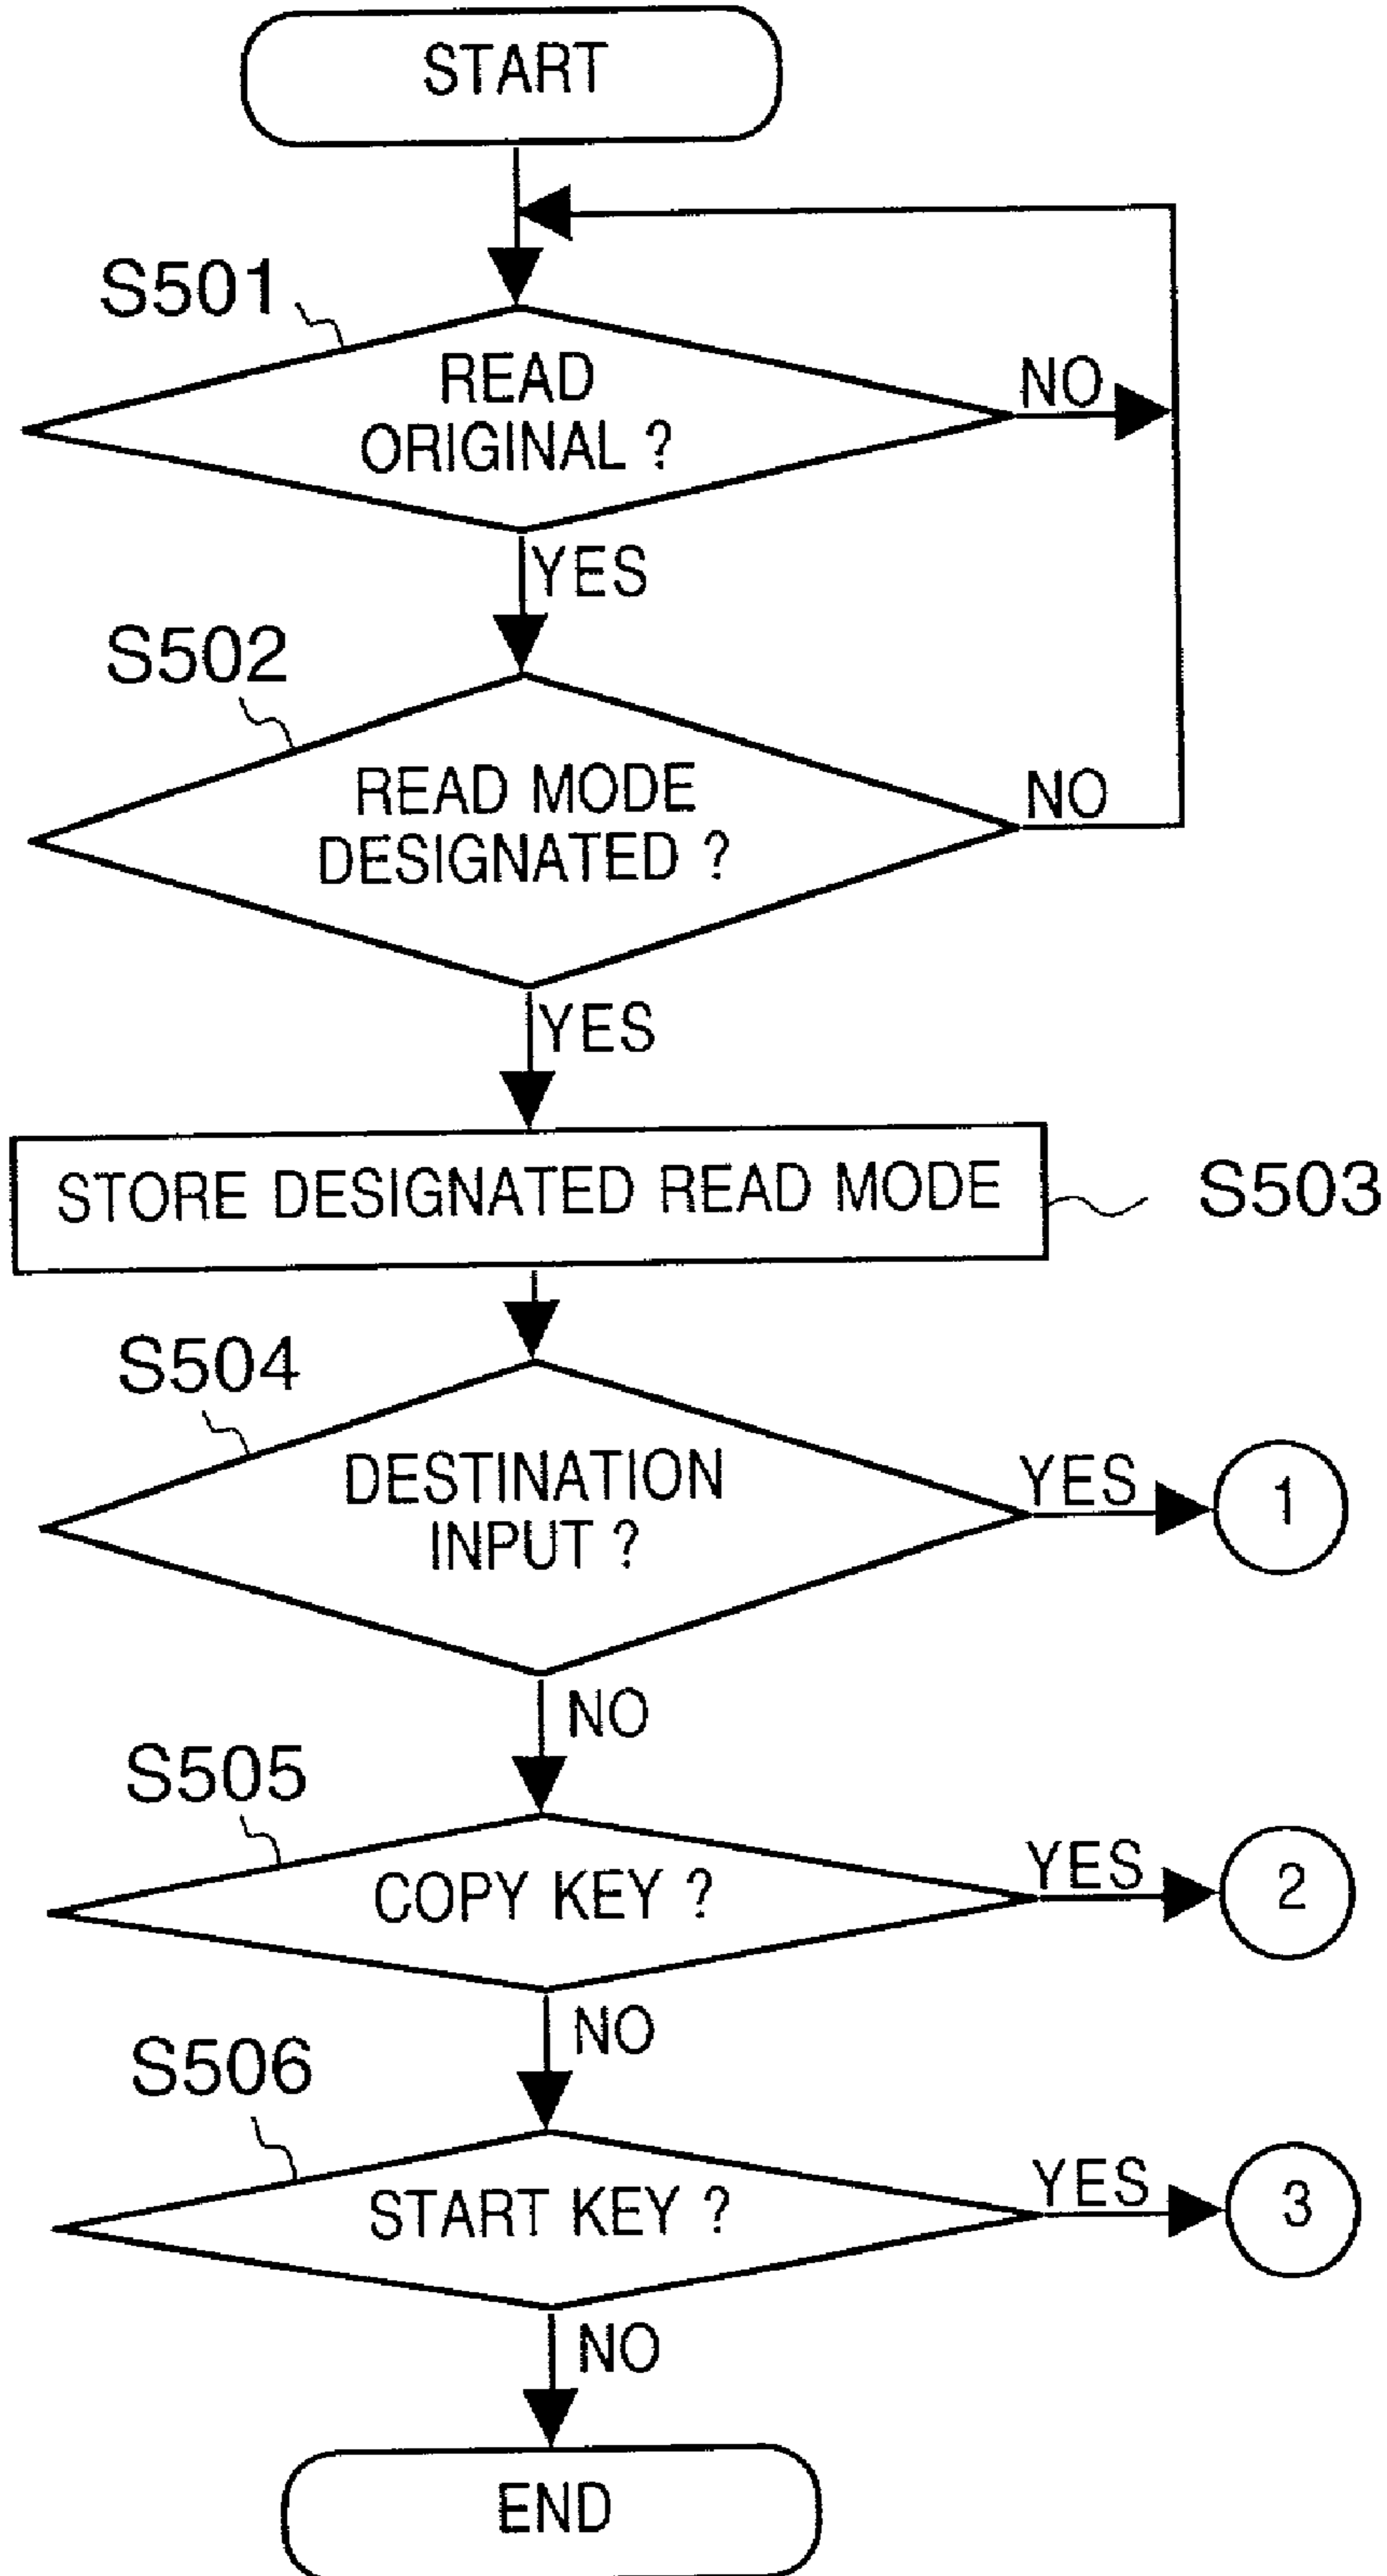 START
S501
READ
ORIGINAL ?
NO
YES
S502
READ MODE
DESIGNATED ?
NO
YES
STORE DESIGNATED READ MODE
S503
S504
DESTINATION
INPUT ?
YES
1
NO
S505
COPY KEY ?
YES
2
NO
S506
START KEY ?
YES
3
NO
END